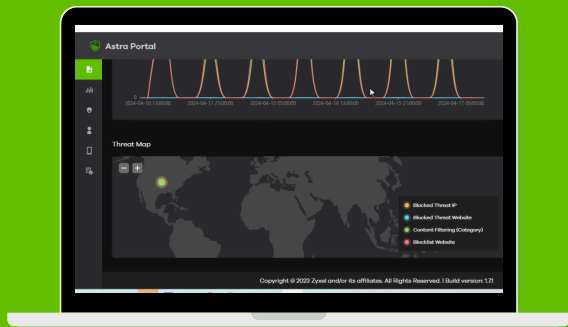 Astra Portal
0
2024-04-10 13:00:00 2024-04-11 21:00:00 2024-04-13 05:00:00 2024-04-14 13:00:00 2024-04-15 21:00:00 2024-04-17 05:00:00
Threat Map
Blocked Threat IP
Blocked Threat Website
Content Filtering (Category)
Blocklist Website
Copyright © 2023 Zyxel and/or its affiliates. All Rights Reserved. | Build version: 1.7.1